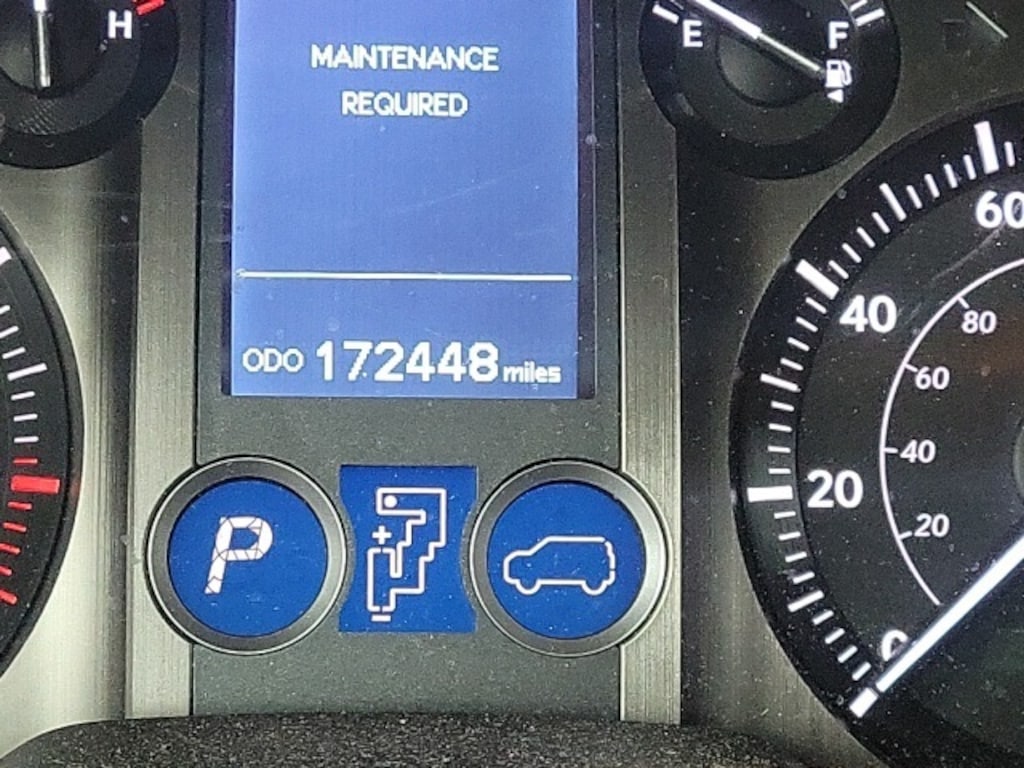 H
MAINTENANCE
REQUIRED
E
F
60
40
80
60
40
20
20
0
ODO 172448 miles
P
+
-